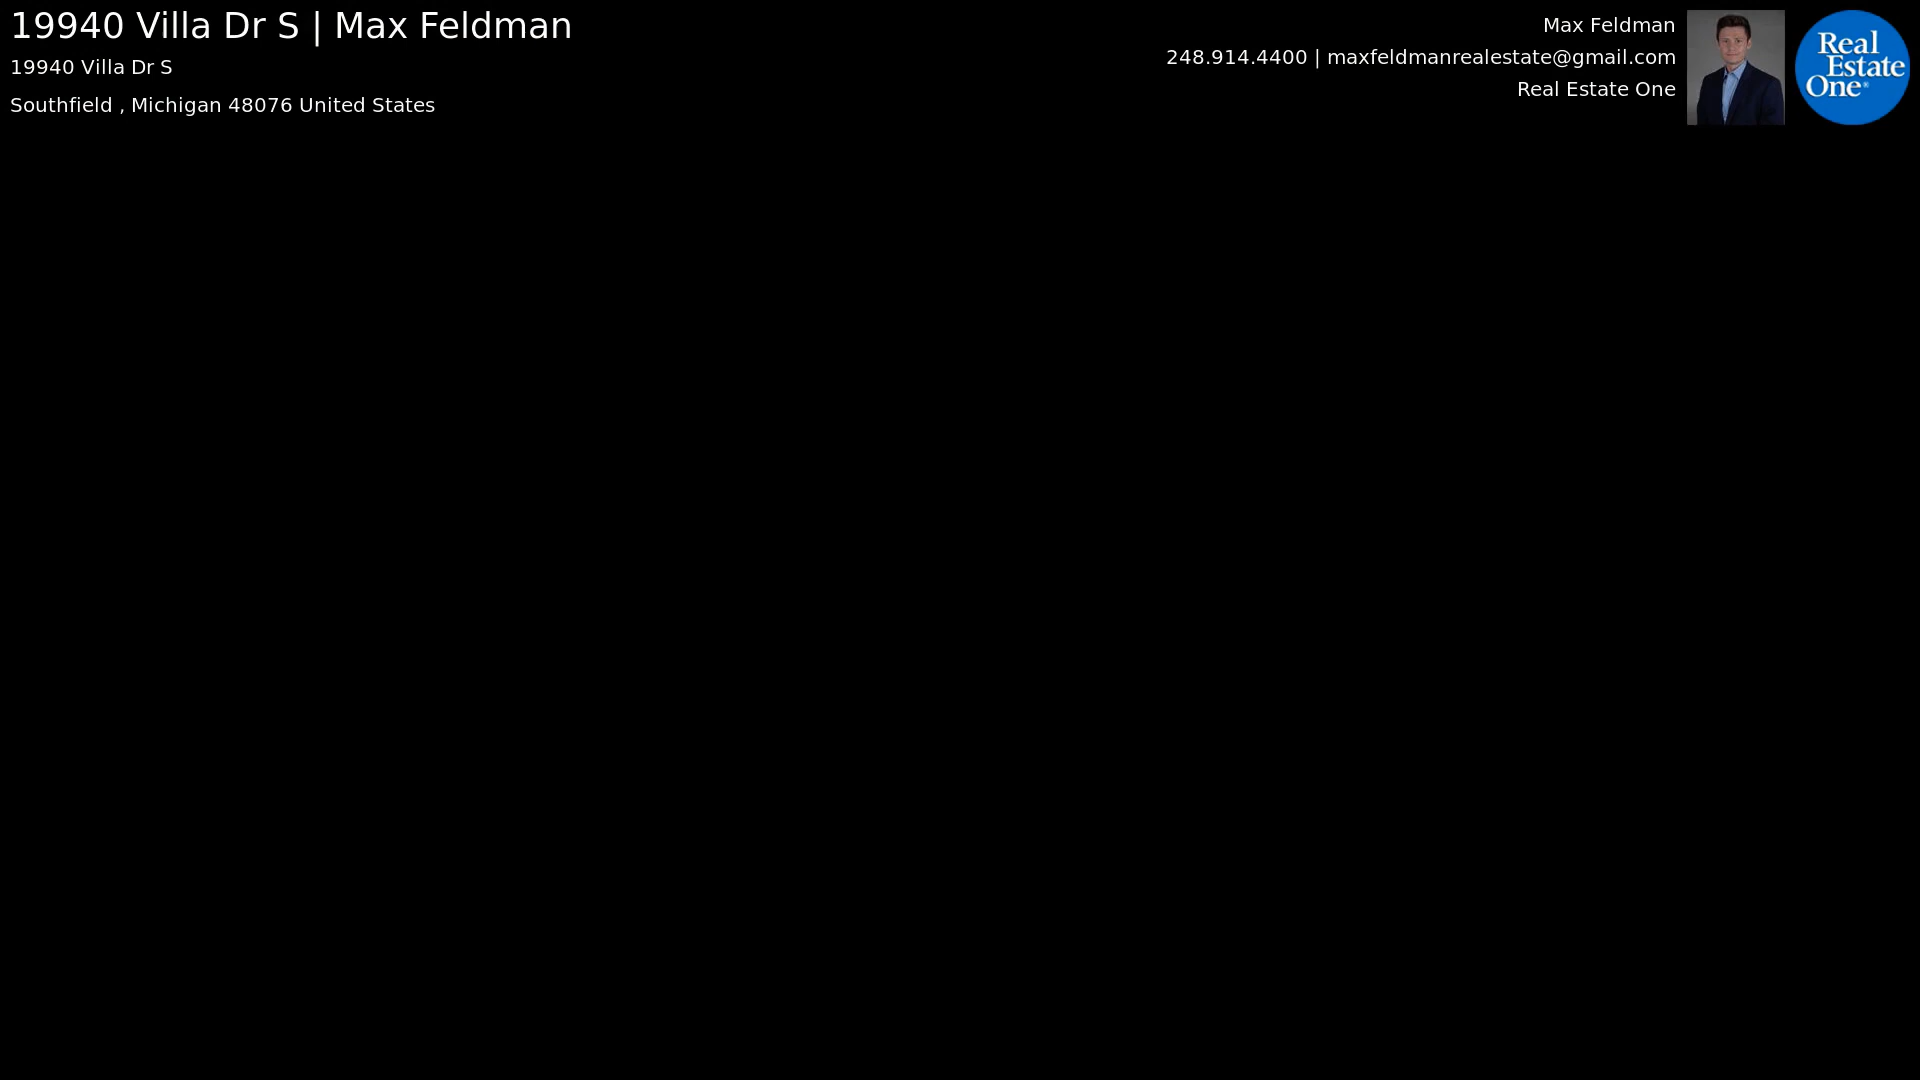 19940 Villa Dr S | Max Feldman
19940 Villa Dr S
Southfield , Michigan 48076 United States
Max Feldman
248.914.4400 | maxfeldmanrealestate@gmail.com
Real Estate One
Real
Estate
One®